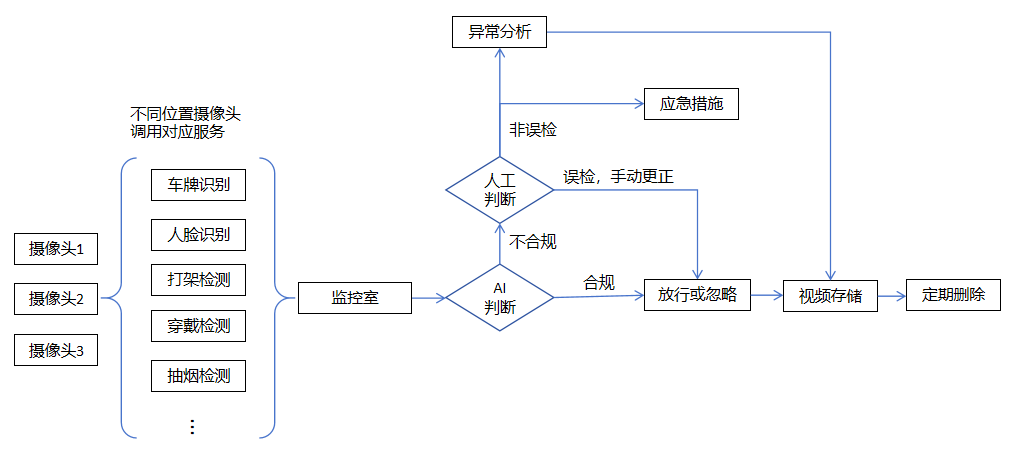 不同位置摄像头
调用对应服务
摄像头1
摄像头2
摄像头3
车牌识别
人脸识别
打架检测
穿戴检测
抽烟检测
...
监控室
AI
判断
不合规
合规
人工
判断
非误检
误检，手动更正
异常分析
应急措施
放行或忽略
视频存储
定期删除